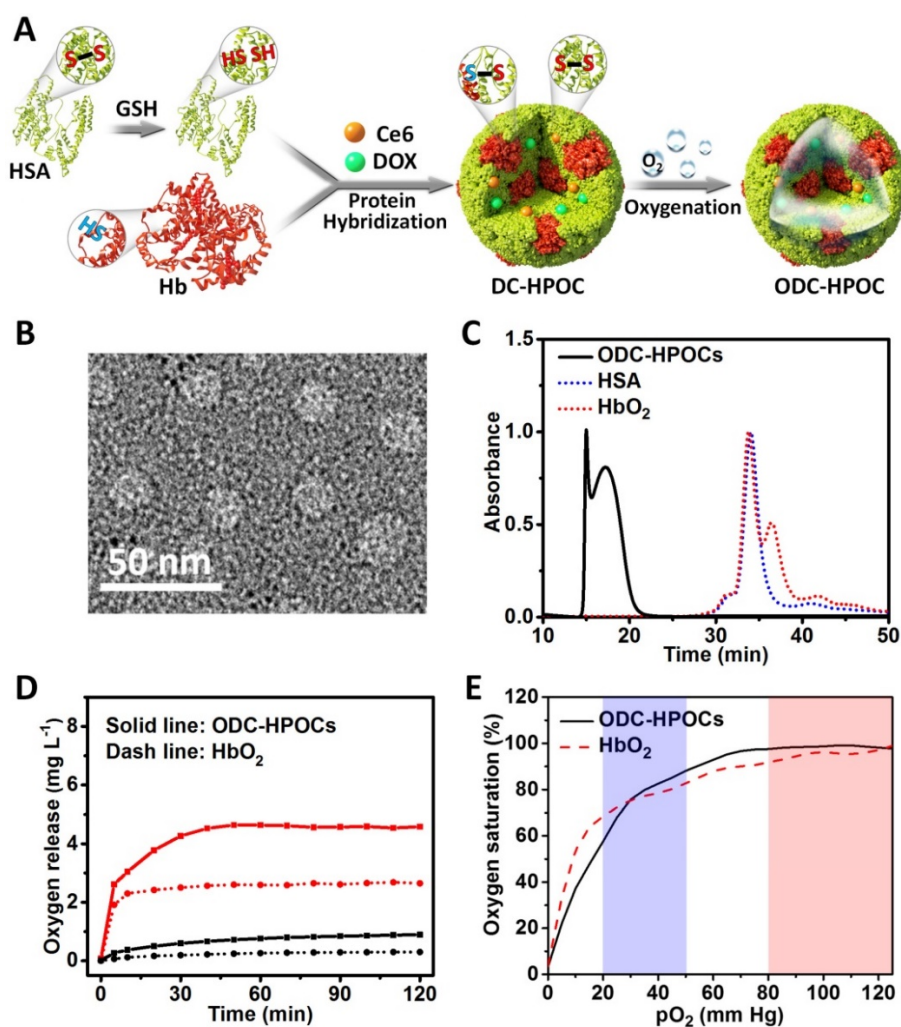 A
S-S
HS SH
GSH
HSA
HS
Hb
Ce6
DOX
Protein
Hybridization
S-S
S-S
DC-HPOC
O2
Oxygenation
ODC-HPOC
B
50 nm
C
ODC-HPOCs
HSA
HbO2
Absorbance
1.5
1.0
0.5
0.0
10 20 30 40 50
Time (min)
D
Solid line: ODC-HPOCs
Dash line: HbO2
Oxygen release (mg L-1)
8
6
4
2
0
0 30 60 90 120
Time (min)
E
ODC-HPOCs
HbO2
Oxygen saturation (%)
120
100
80
60
40
20
0
0 20 40 60 80 100 120
pO2 (mm Hg)